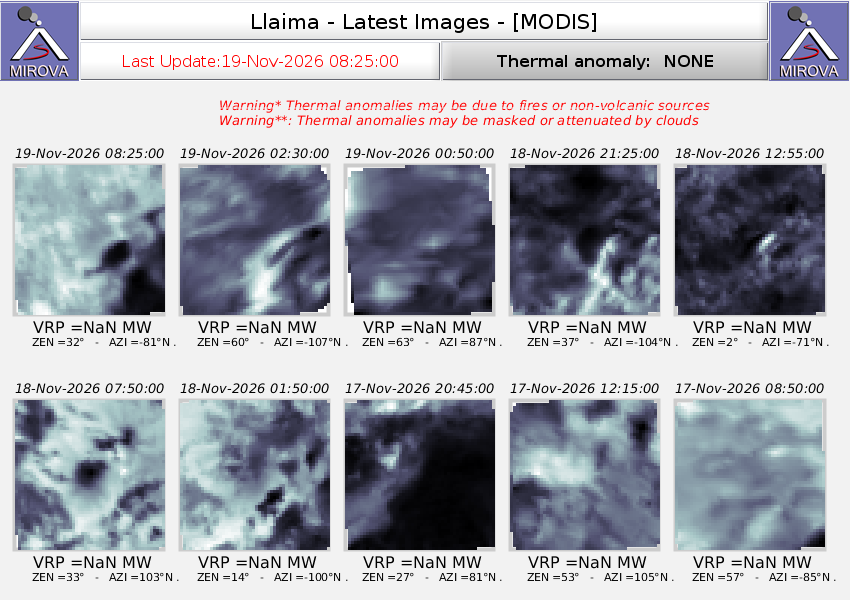 Llaima - Latest Images - [MODIS]
MIROVA
MIROVA
Last Update:19-Nov-2026 08:25:00
Thermal anomaly: NONE
Warning* Thermal anomalies may be due to fires or non-volcanic sources
Warning**: Thermal anomalies may be masked or attenuated by clouds
19-Nov-2026 08:25:00 19-Nov-2026 02:30:00 19-Nov-2026 00:50:00 18-Nov-2026 21:25:00 18-Nov-2026 12:55:00
VRP =NaN MW VRP =NaN MW VRP =NaN MW VRP =NaN MW VRP =NaN MW
ZEN =32° - AZI =-81°N . ZEN =60° - AZI =-107°N . ZEN =63° - AZI =87°N . ZEN =37° - AZI =-104°N . ZEN =2° - AZI =-71°N .
18-Nov-2026 07:50:00 18-Nov-2026 01:50:00 17-Nov-2026 20:45:00 17-Nov-2026 12:15:00 17-Nov-2026 08:50:00
VRP =NaN MW VRP =NaN MW VRP =NaN MW VRP =NaN MW VRP =NaN MW
ZEN =33° - AZI =103°N . ZEN =14° - AZI =-100°N . ZEN =27° - AZI =81°N . ZEN =53° - AZI =105°N . ZEN =57° - AZI =-85°N .